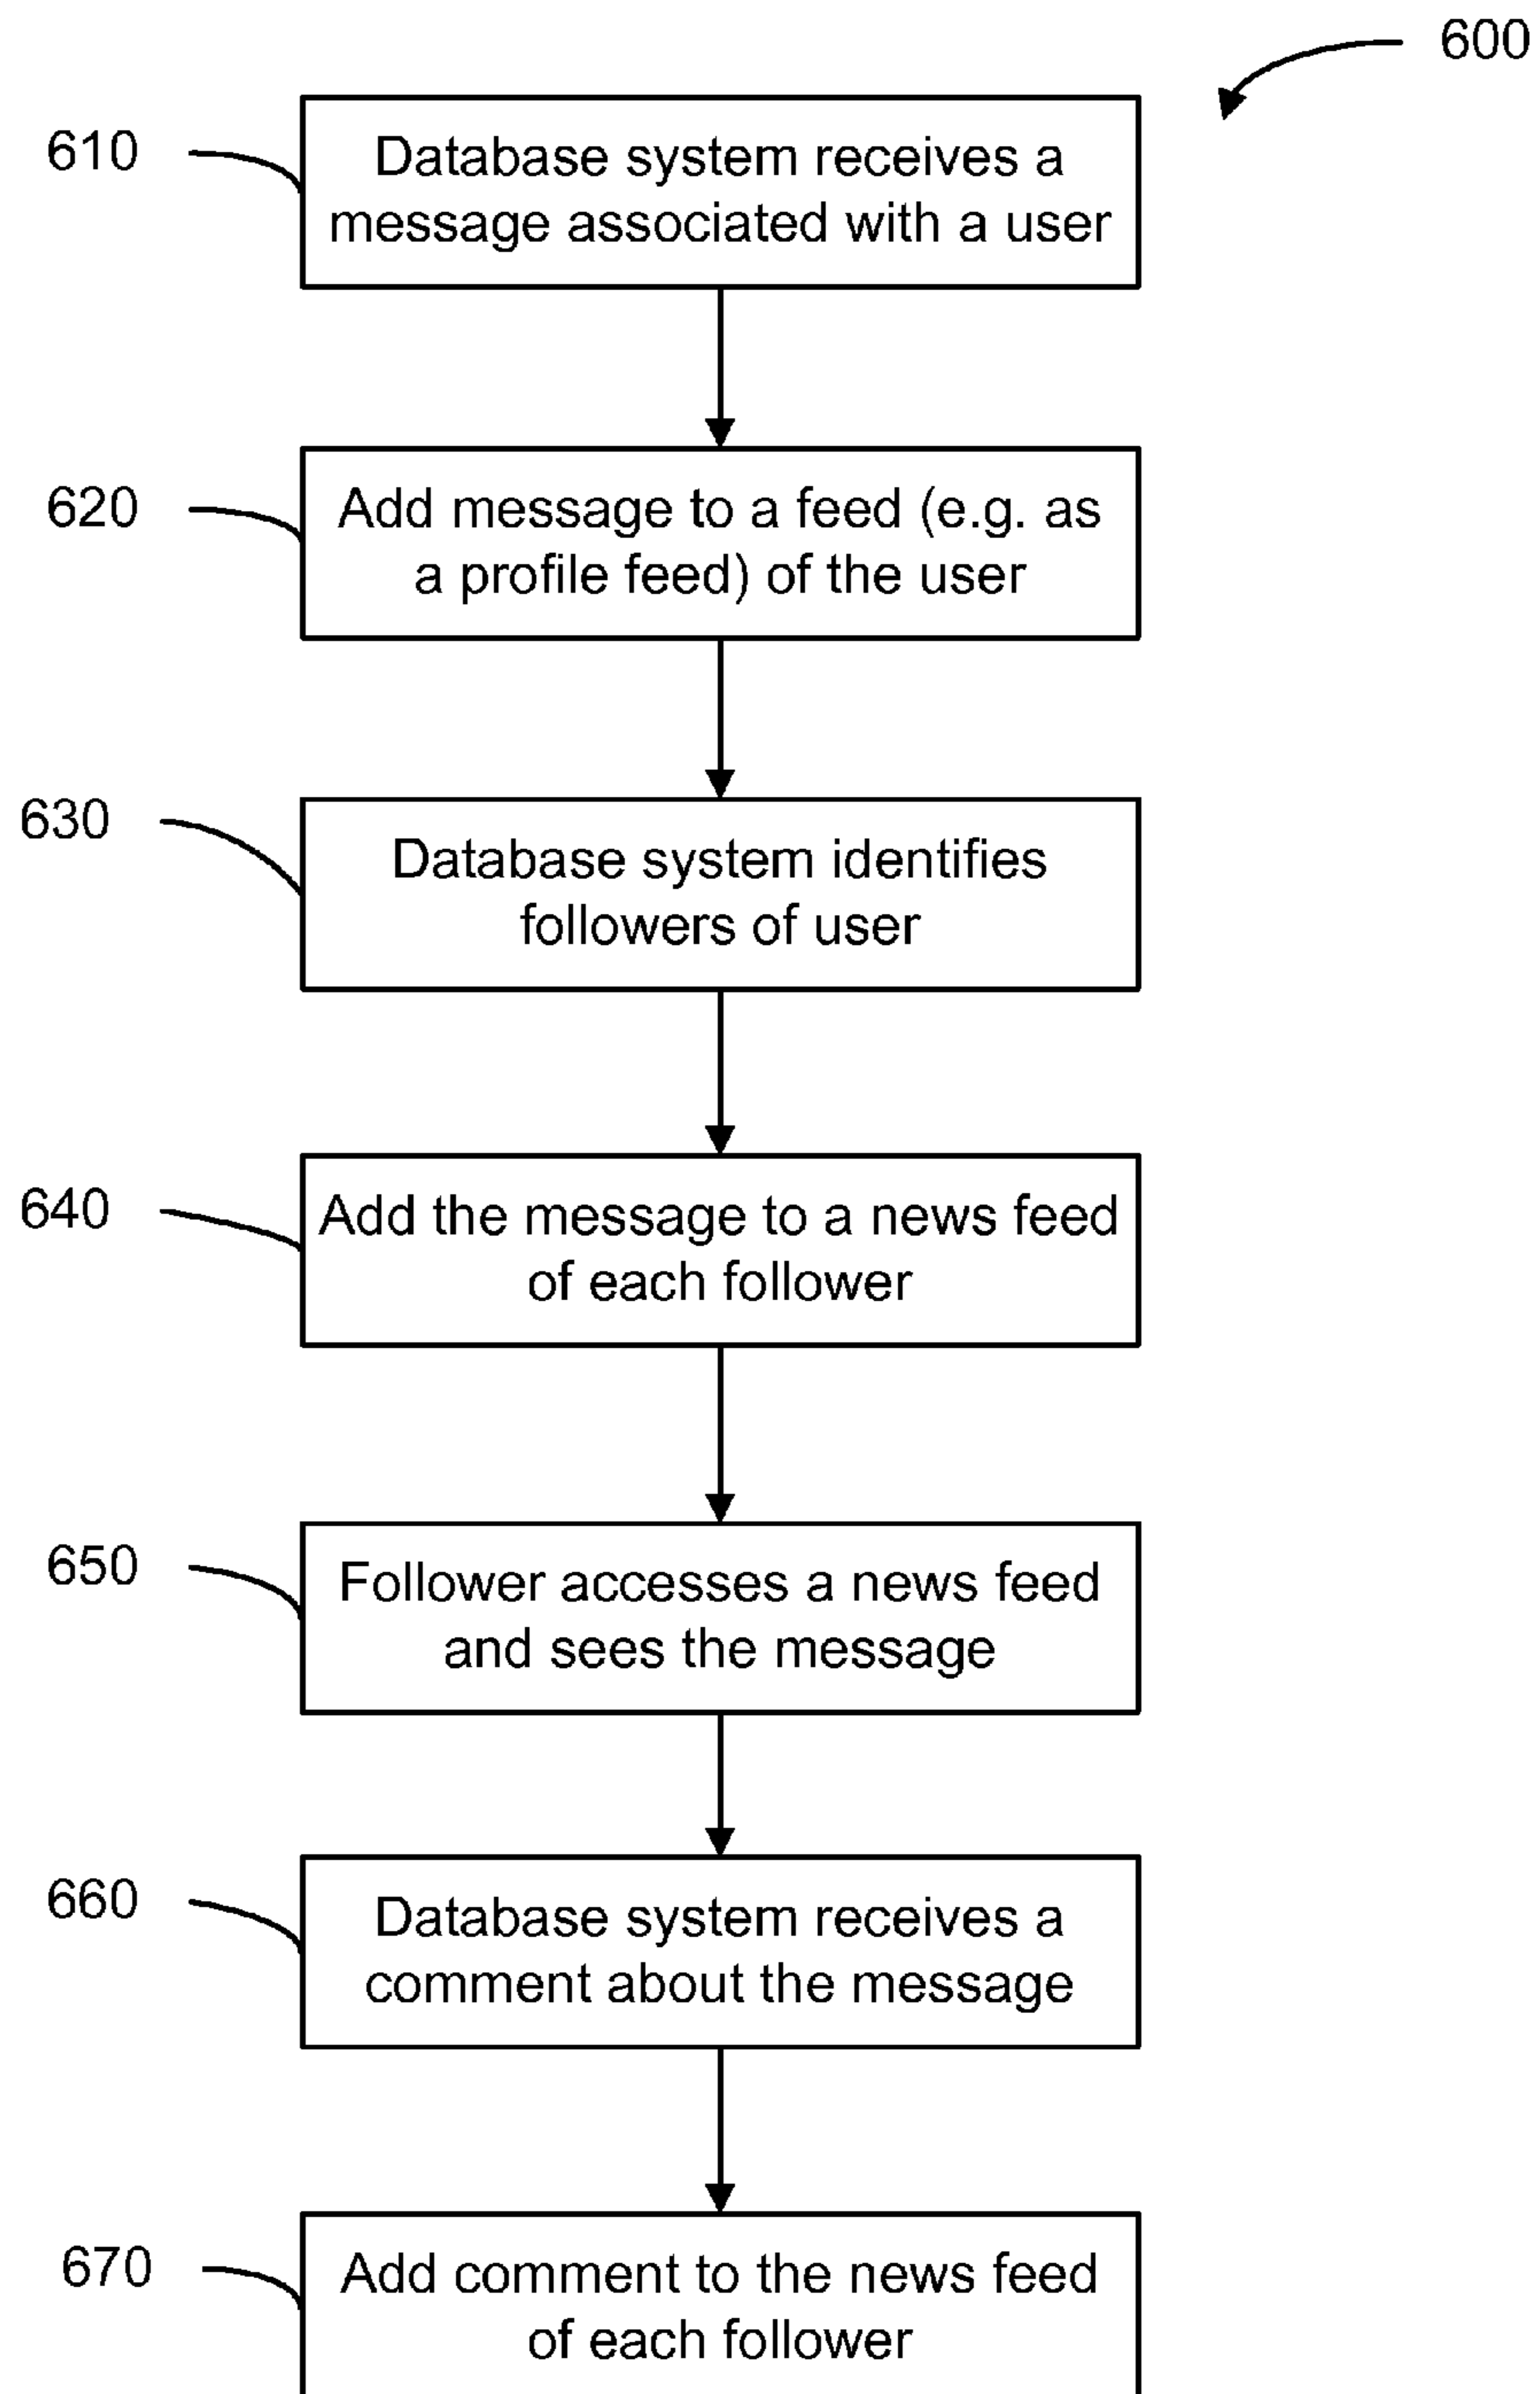 600
610
Database system receives a
message associated with a user
620
Add message to a feed (e.g. as
a profile feed) of the user
630
Database system identifies
followers of user
640
Add the message to a news feed
of each follower
650
Follower accesses a news feed
and sees the message
660
Database system receives a
comment about the message
670
Add comment to the news feed
of each follower